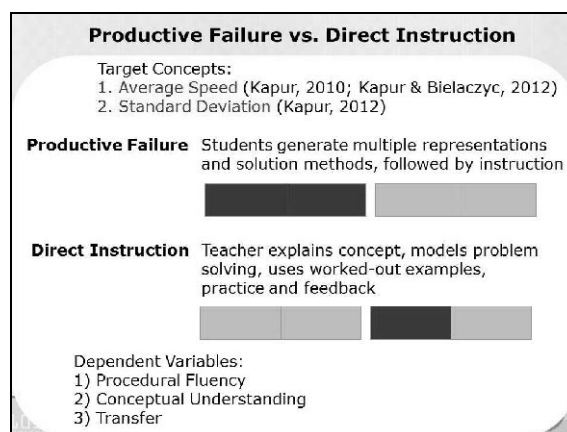 Productive Failure vs. Direct Instruction
Target Concepts:
1. Average Speed (Kapur, 2010; Kapur & Bielaczyc, 2012)
2. Standard Deviation (Kapur, 2012)
Productive Failure Students generate multiple representations
and solution methods, followed by instruction
Direct Instruction Teacher explains concept, models problem
solving, uses worked-out examples,
practice and feedback
Dependent Variables:
1) Procedural Fluency
2) Conceptual Understanding
3) Transfer